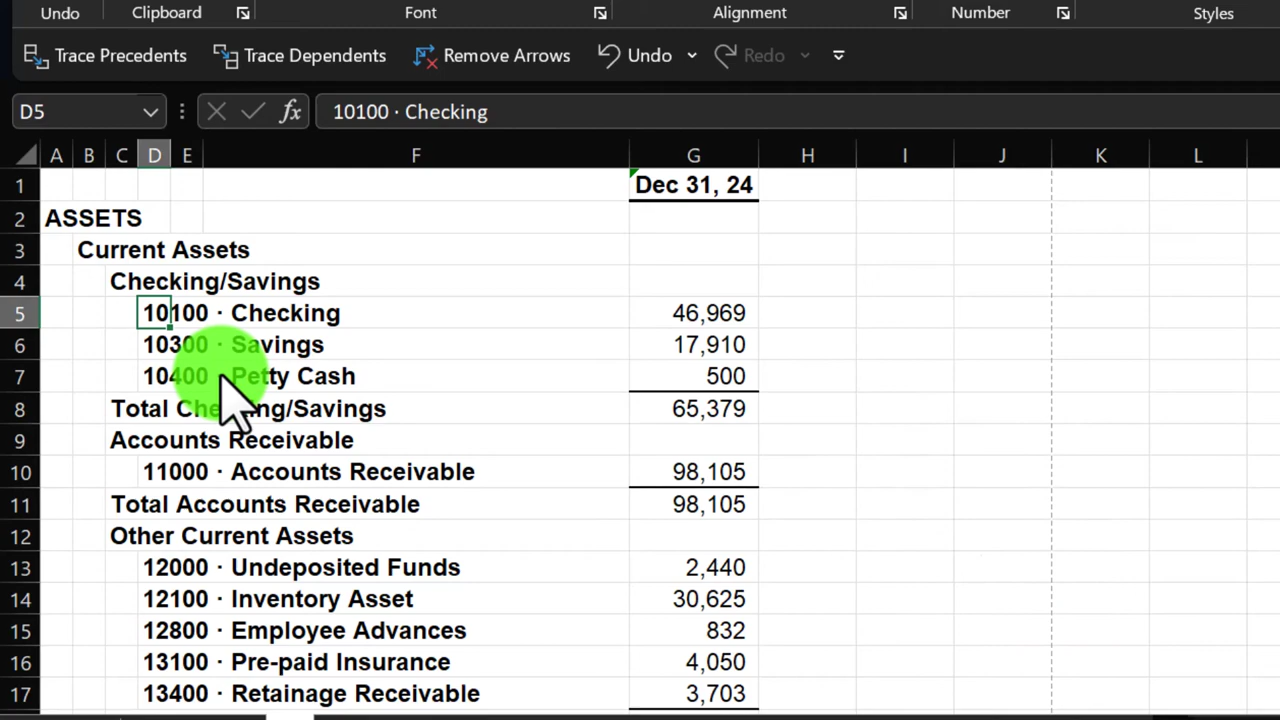 Undo Clipboard Font Alignment Number Styles
Trace Precedents Trace Dependents Remove Arrows Undo Redo
D5 fx 10100 · Checking
A B C D E F G H I J K L
1 Dec 31, 24
2 ASSETS
3 Current Assets
4 Checking/Savings
5 10100 · Checking 46,969
6 10300 · Savings 17,910
7 10400 · Petty Cash 500
8 Total Checking/Savings 65,379
9 Accounts Receivable
10 11000 · Accounts Receivable 98,105
11 Total Accounts Receivable 98,105
12 Other Current Assets
13 12000 · Undeposited Funds 2,440
14 12100 · Inventory Asset 30,625
15 12800 · Employee Advances 832
16 13100 · Pre-paid Insurance 4,050
17 13400 · Retainage Receivable 3,703